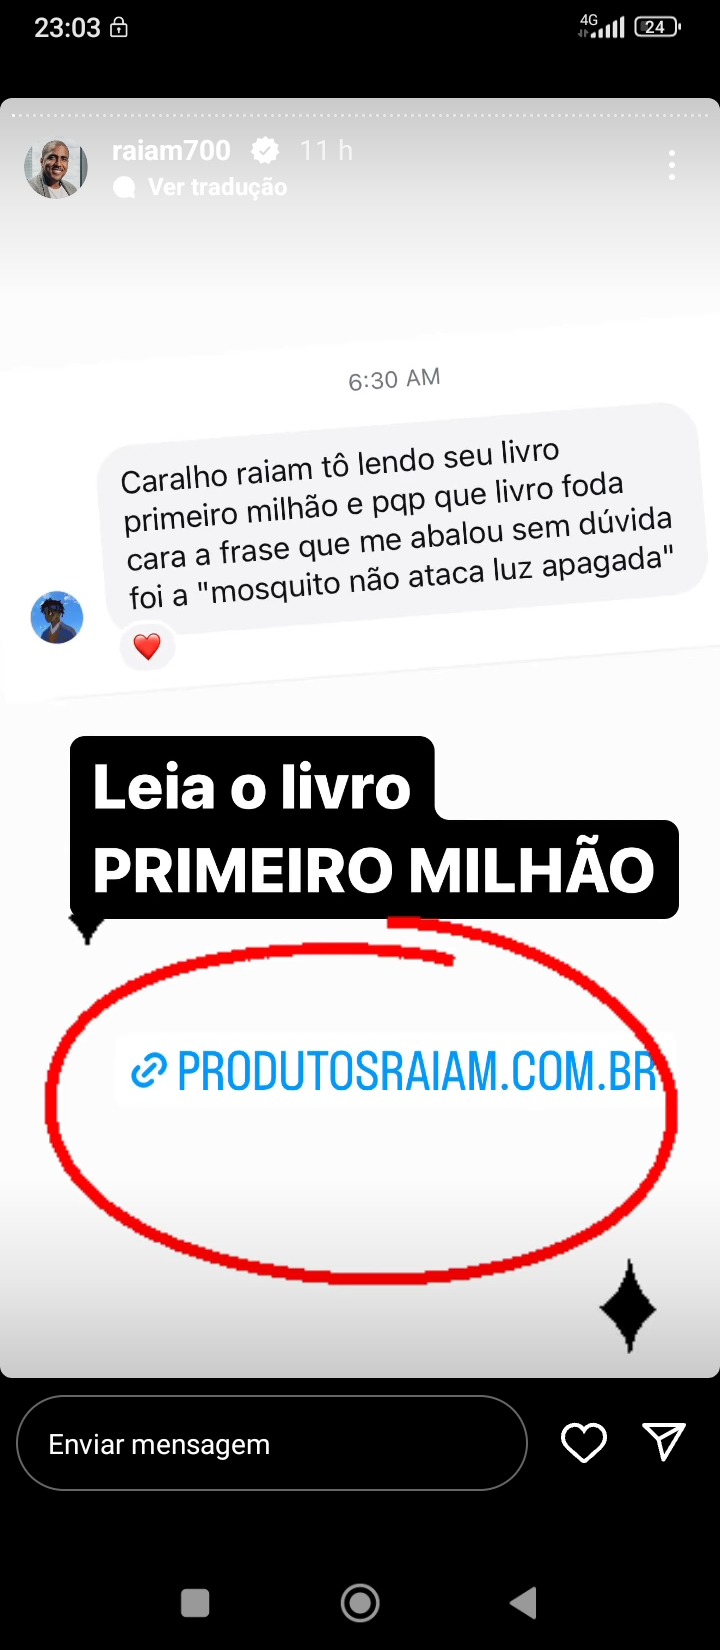 23:03
4G
24
raiam700 11 h
Ver tradução
6:30 AM
Caralho raiam tô lendo seu livro
primeiro milhão e pqp que livro foda
cara a frase que me abalou sem dúvida
foi a "mosquito não ataca luz apagada"
Leia o livro
PRIMEIRO MILHÃO
PRODUTOSRAIAM.COM.BR
Enviar mensagem